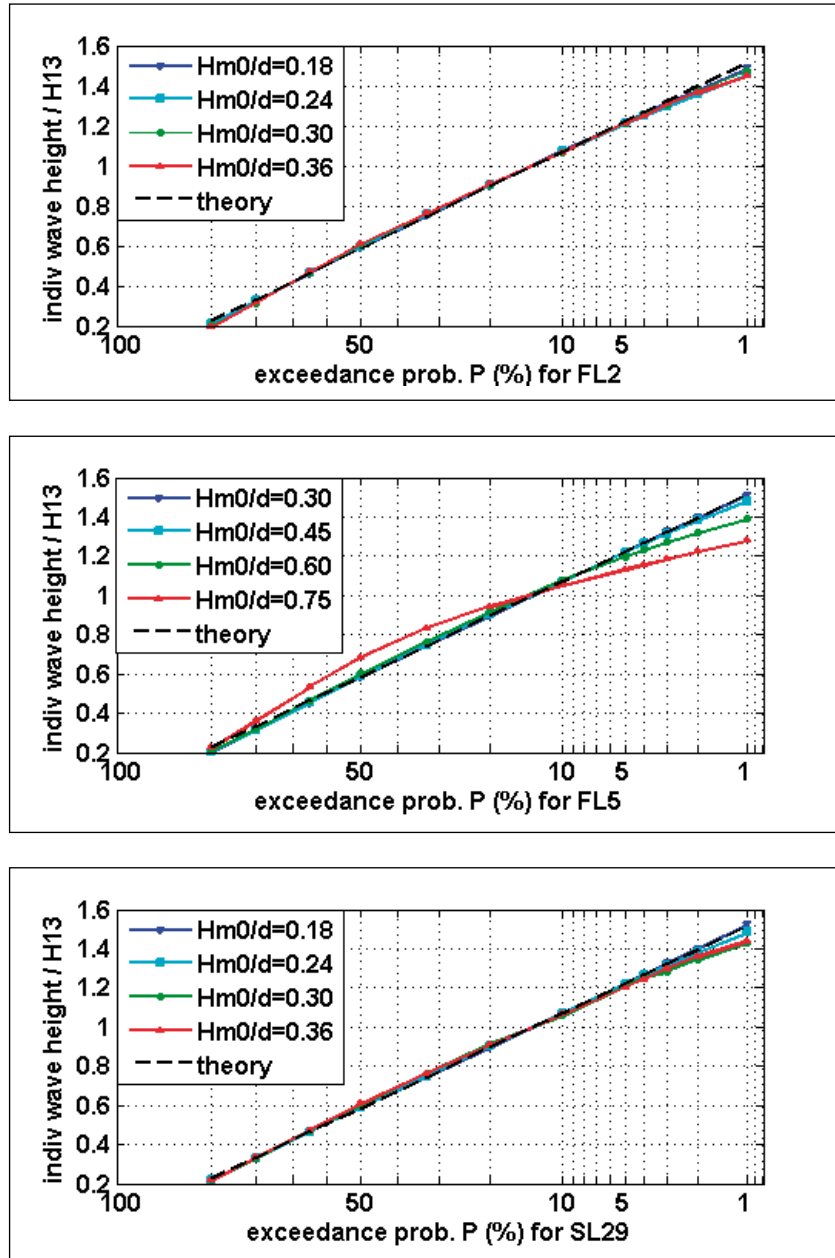 indiv wave height / H13
1.6
1.4
1.2
1
0.8
0.6
0.4
0.2
Hm0/d=0.18
Hm0/d=0.24
Hm0/d=0.30
Hm0/d=0.36
theory
100 50 10 5 1
exceedance prob. P (%) for FL2
indiv wave height / H13
1.6
1.4
1.2
1
0.8
0.6
0.4
0.2
Hm0/d=0.30
Hm0/d=0.45
Hm0/d=0.60
Hm0/d=0.75
theory
100 50 10 5 1
exceedance prob. P (%) for FL5
indiv wave height / H13
1.6
1.4
1.2
1
0.8
0.6
0.4
0.2
Hm0/d=0.18
Hm0/d=0.24
Hm0/d=0.30
Hm0/d=0.36
theory
100 50 10 5 1
exceedance prob. P (%) for SL29